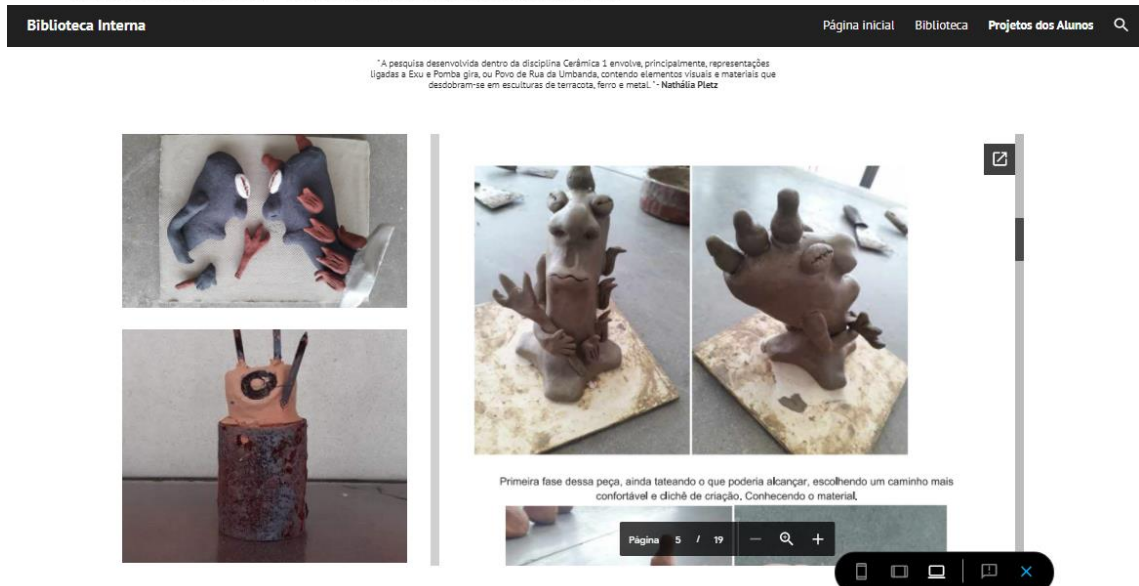 Biblioteca Interna
Página inicial Biblioteca Projetos dos Alunos
"A pesquisa desenvolvida dentro da disciplina Cerâmica 1 envolve, principalmente, representações
ligadas a Exu e Pomba gira, ou Povo de Rua da Umbanda, contendo elementos visuais e materiais que
desdobram-se em esculturas de terracota, ferro e metal." - Nathália Pletz
Primeira fase dessa peça, ainda tateando o que poderia alcançar, escolhendo um caminho mais
confortável e clichê de criação. Conhecendo o material.
Página 5 / 19